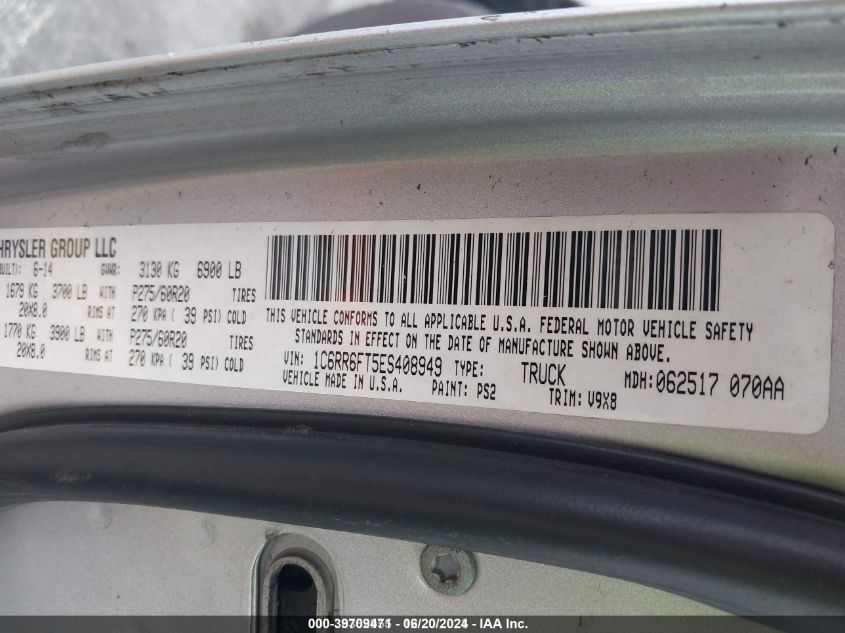 HRYSLER GROUP LLC
BUILT): 6-14 GVWR: 3130 KG 6900 LB
1679 KG 3700 LB WITH P275/60R20 TIRES
20X8.0 RIMS AT 270 KPA ( 39 PSI) COLD
1770 KG 3900 LB WITH P275/60R20 TIRES
20X8.0 RIMS AT 270 KPA ( 39 PSI) COLD
THIS VEHICLE CONFORMS TO ALL APPLICABLE U.S.A. FEDERAL MOTOR VEHICLE SAFETY
STANDARDS IN EFFECT ON THE DATE OF MANUFACTURE SHOWN ABOVE.
VIN: 1C6RR6FT5ES408949 TYPE: TRUCK MDH:062517 070AA
VEHICLE MADE IN U.S.A. PAINT: PS2 TRIM: V9X8
000-39709471 - 06/20/2024 - IAA Inc.